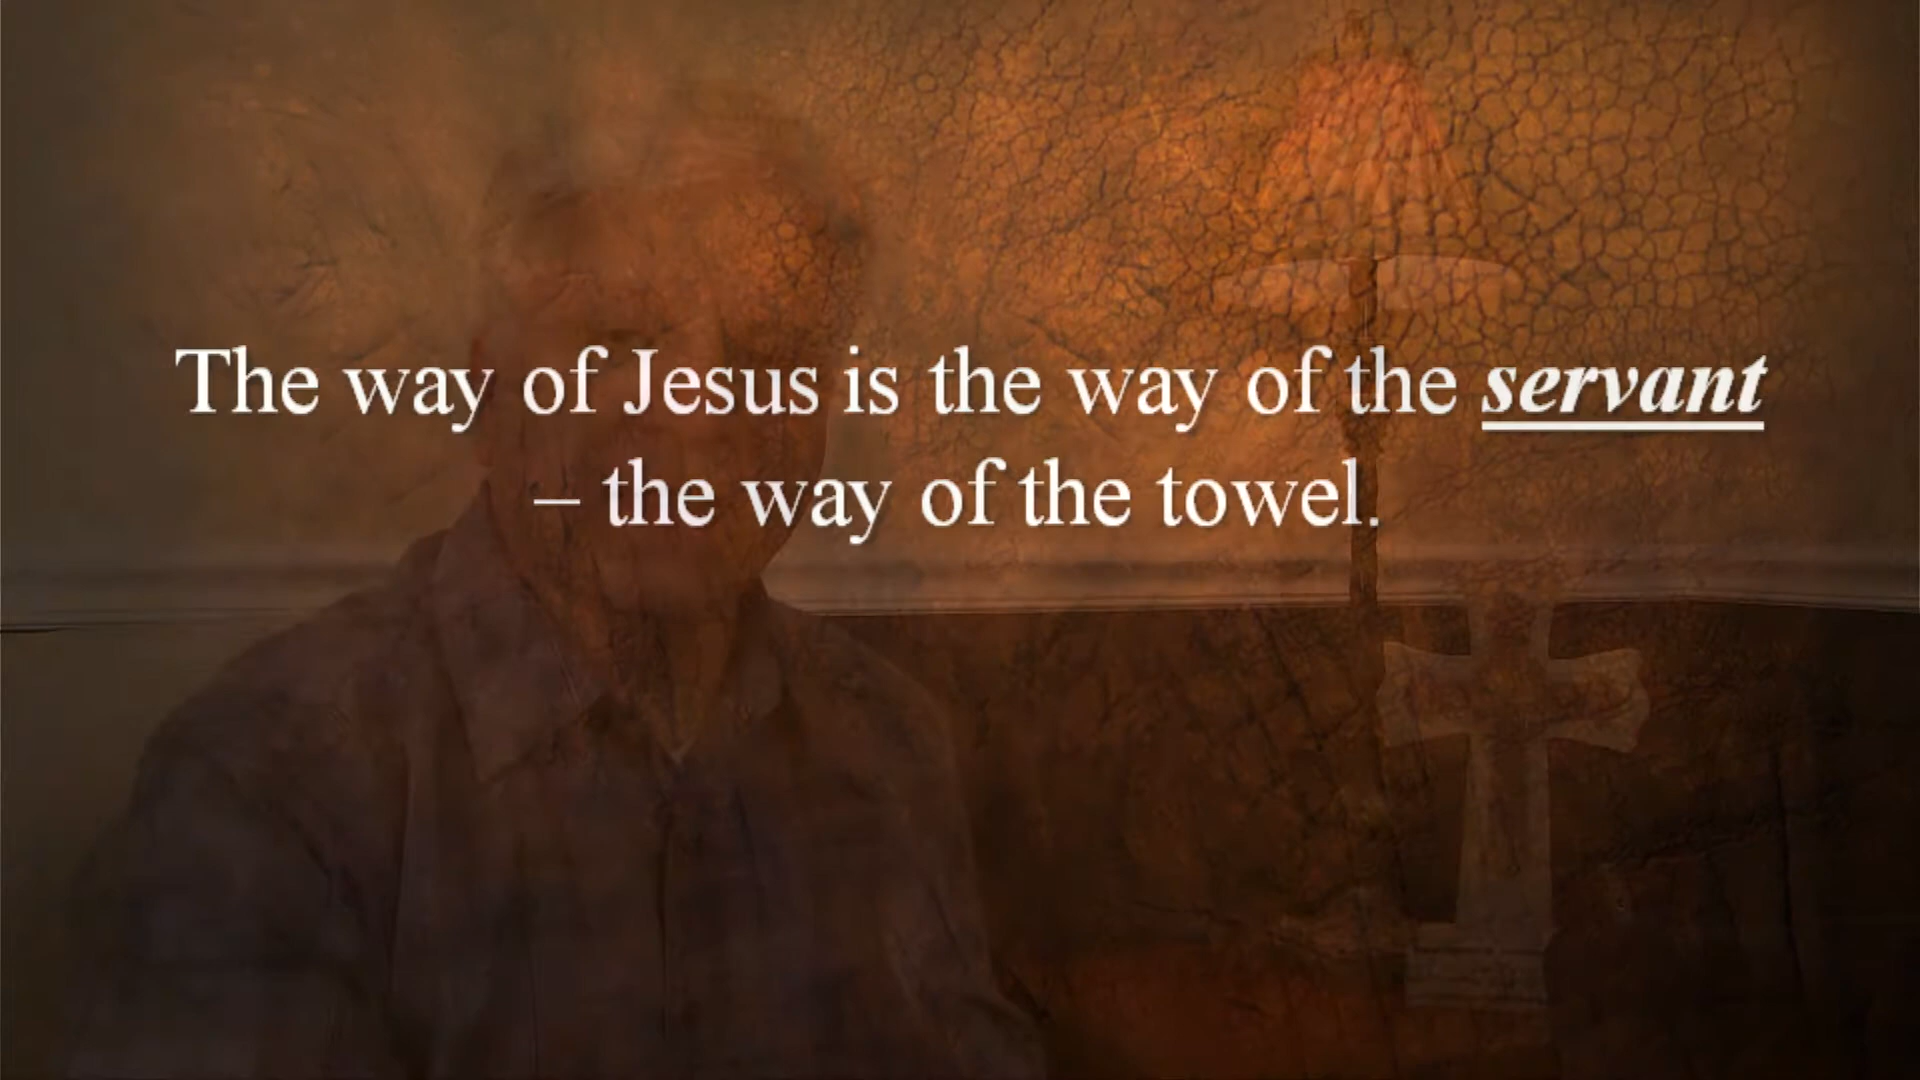 The way of Jesus is the way of the servant
– the way of the towel.